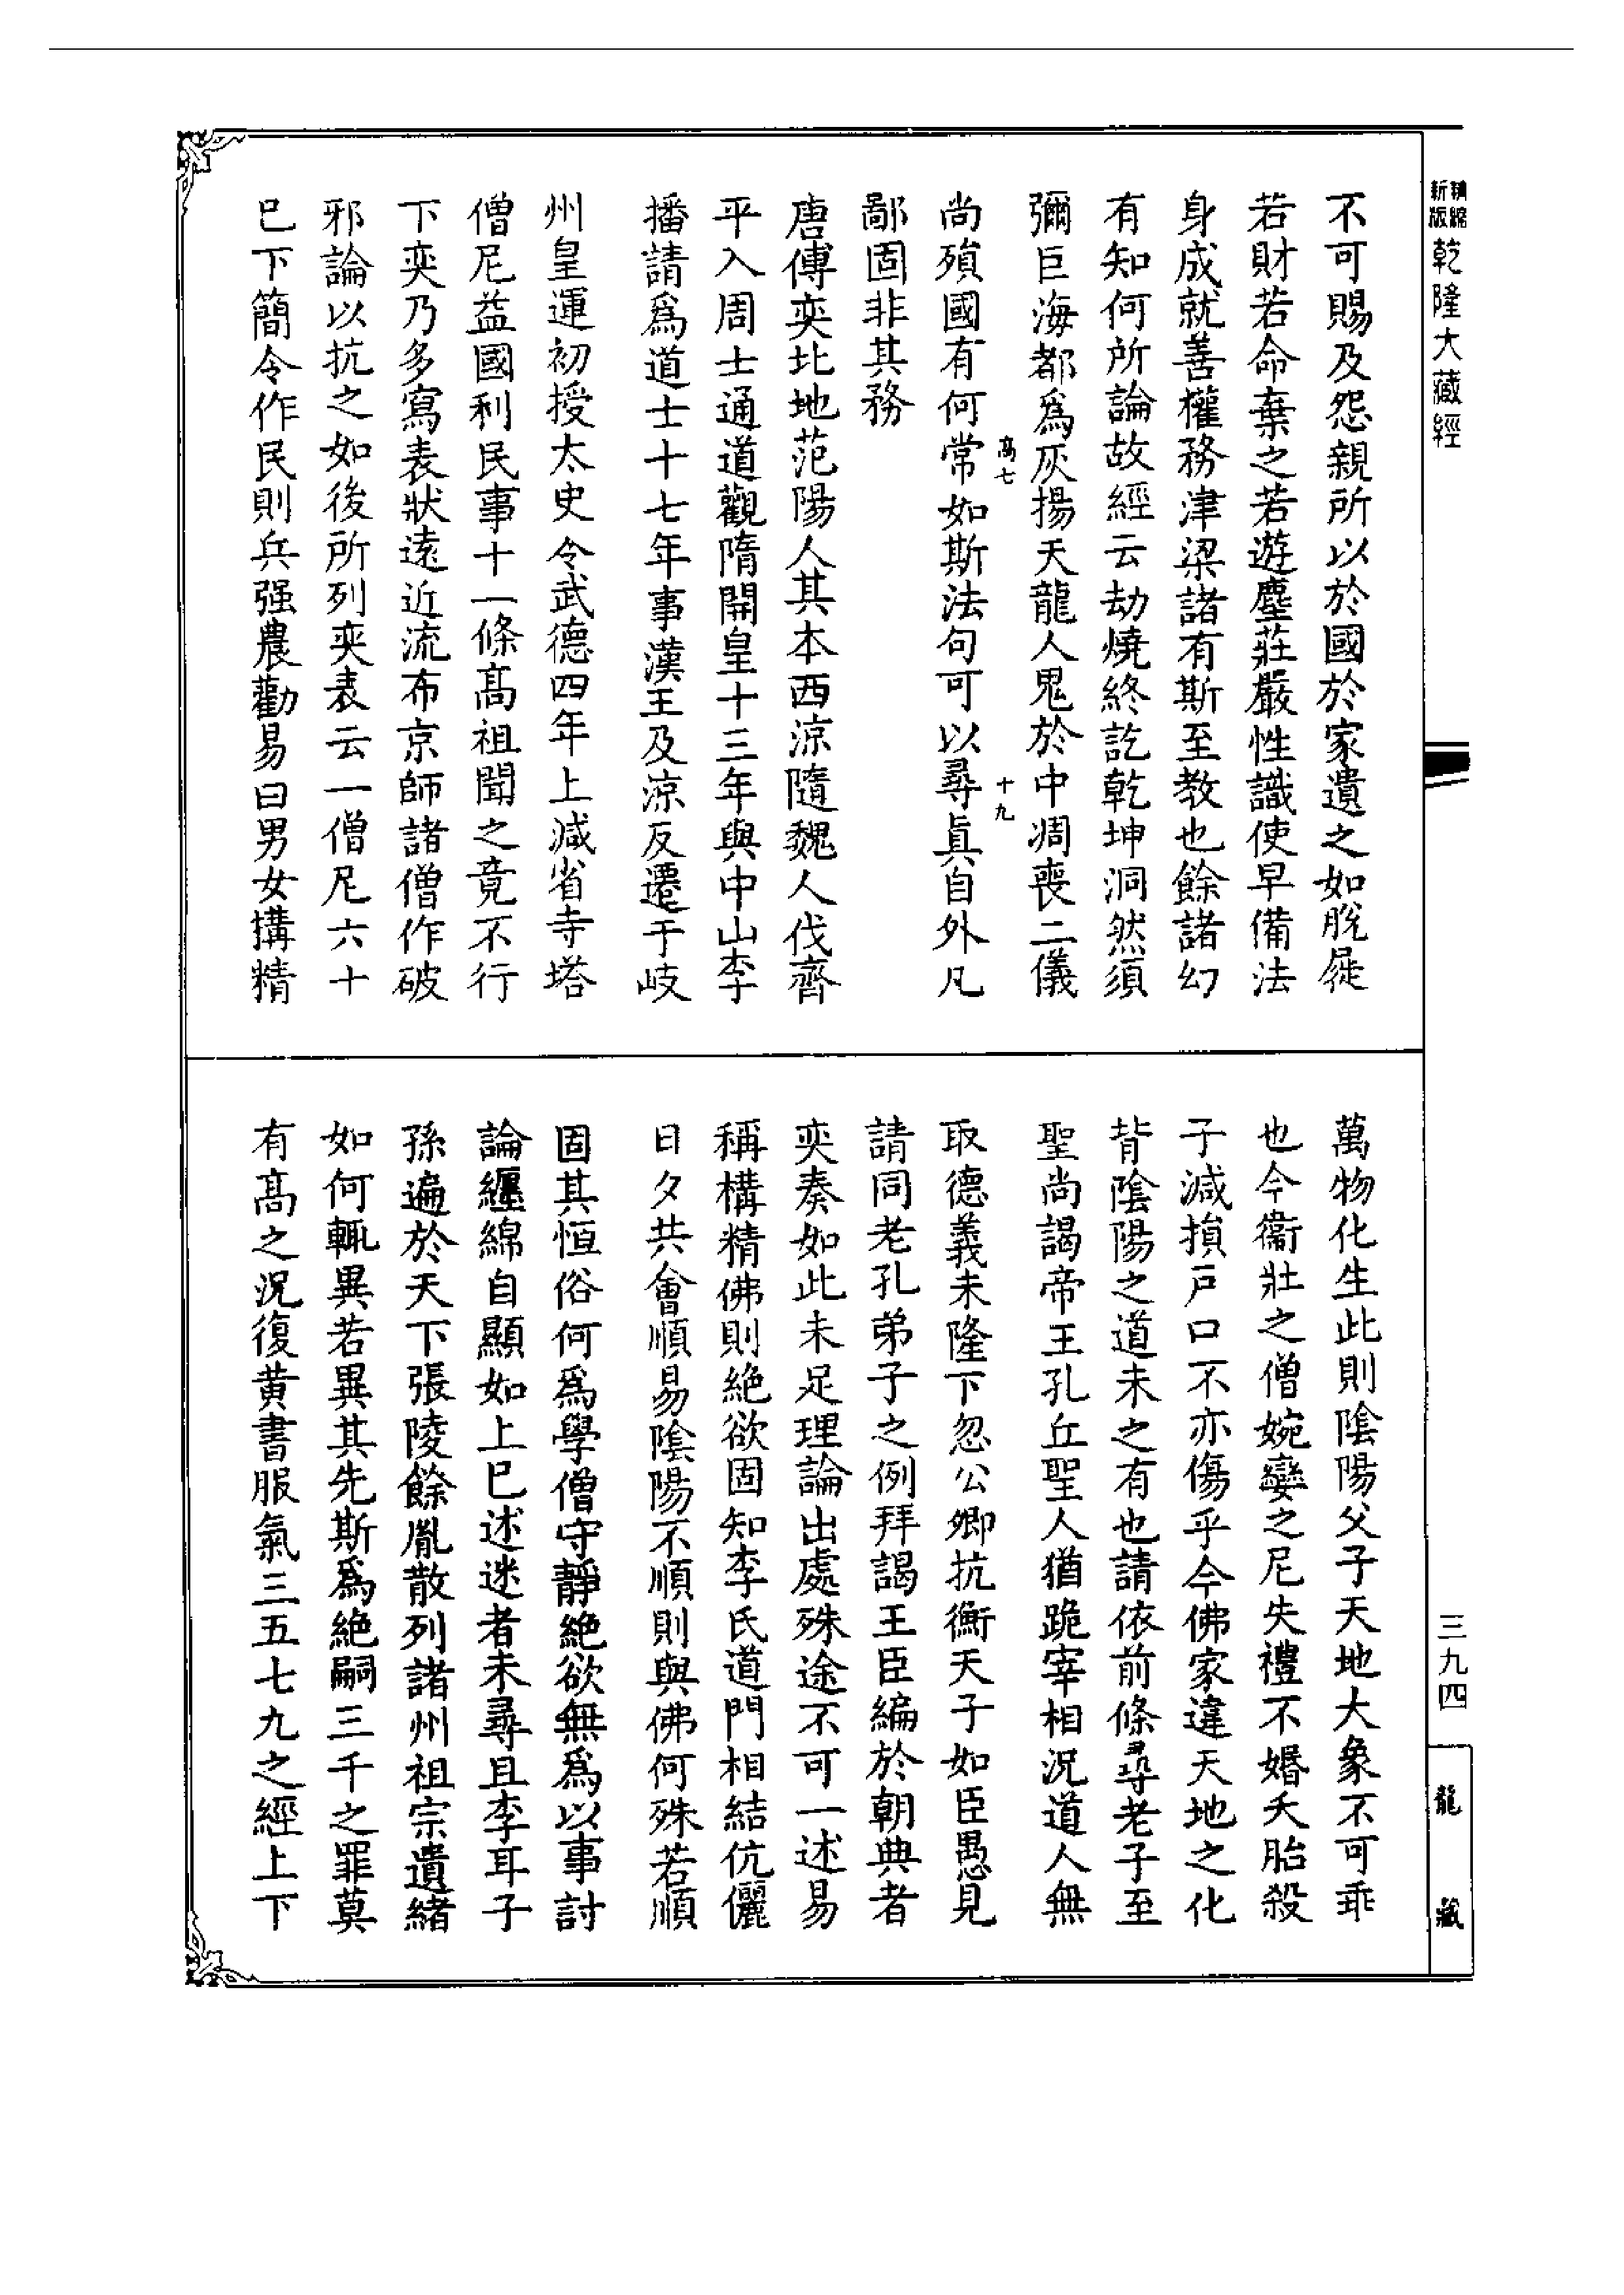 精縮新版
乾隆大藏經
不可賜及怨親所以於國於家遺之如脫屣
若財若命棄之若遊塵莊嚴性識使早備法
身成就善權務津梁諸有斯至教也餘諸幻
有知何所論故經云劫燒終訖乾坤洞然須
彌巨海都為灰揚天龍人鬼於中凋喪二儀
高七
十九
尚殞國有何常如斯法句可以尋真自外凡
鄙固非其務
唐傅奕北地范陽人其本西涼隨魏人伐齊
平入周士通道觀隋開皇十三年與中山李
播請為道士十七年事漢王及涼反遷于岐
州皇運初授太史令武德四年上減省寺塔
僧尼益國利民事十一條高祖聞之竟不行
下奕乃多寫表狀遠近流布京師諸僧作破
邪論以抗之如後所列奕表云一僧尼六十
已下簡令作民則兵强農勸易曰男女搆精
萬物化生此則陰陽父子天地大象不可乖
也今衞壯之僧婉孌之尼失禮不婚夭胎殺
子減損戶口不亦傷乎今佛家違天地之化
背陰陽之道未之有也請依前條尋老子至
聖尚謁帝王孔丘聖人猶跪宰相況道人無
取德義未隆下忽公卿抗衡天子如臣愚見
請同老孔弟子之例拜謁王臣編於朝典者
奕奏如此未足理論出處殊途不可一述易
稱構精佛則絕欲固知李氏道門相結伉儷
日夕共會順易陰陽不順則與佛何殊若順
固其恒俗何為學僧守靜絕欲無為以事討
論纏綿自顯如上已述迷者未尋且李耳子
孫遍於天下張陵餘胤散列諸州祖宗遺緒
如何輒異若異其先斯為絕嗣三千之罪莫
有高之況復黃書服氣三五七九之經上下
三九四
龍藏